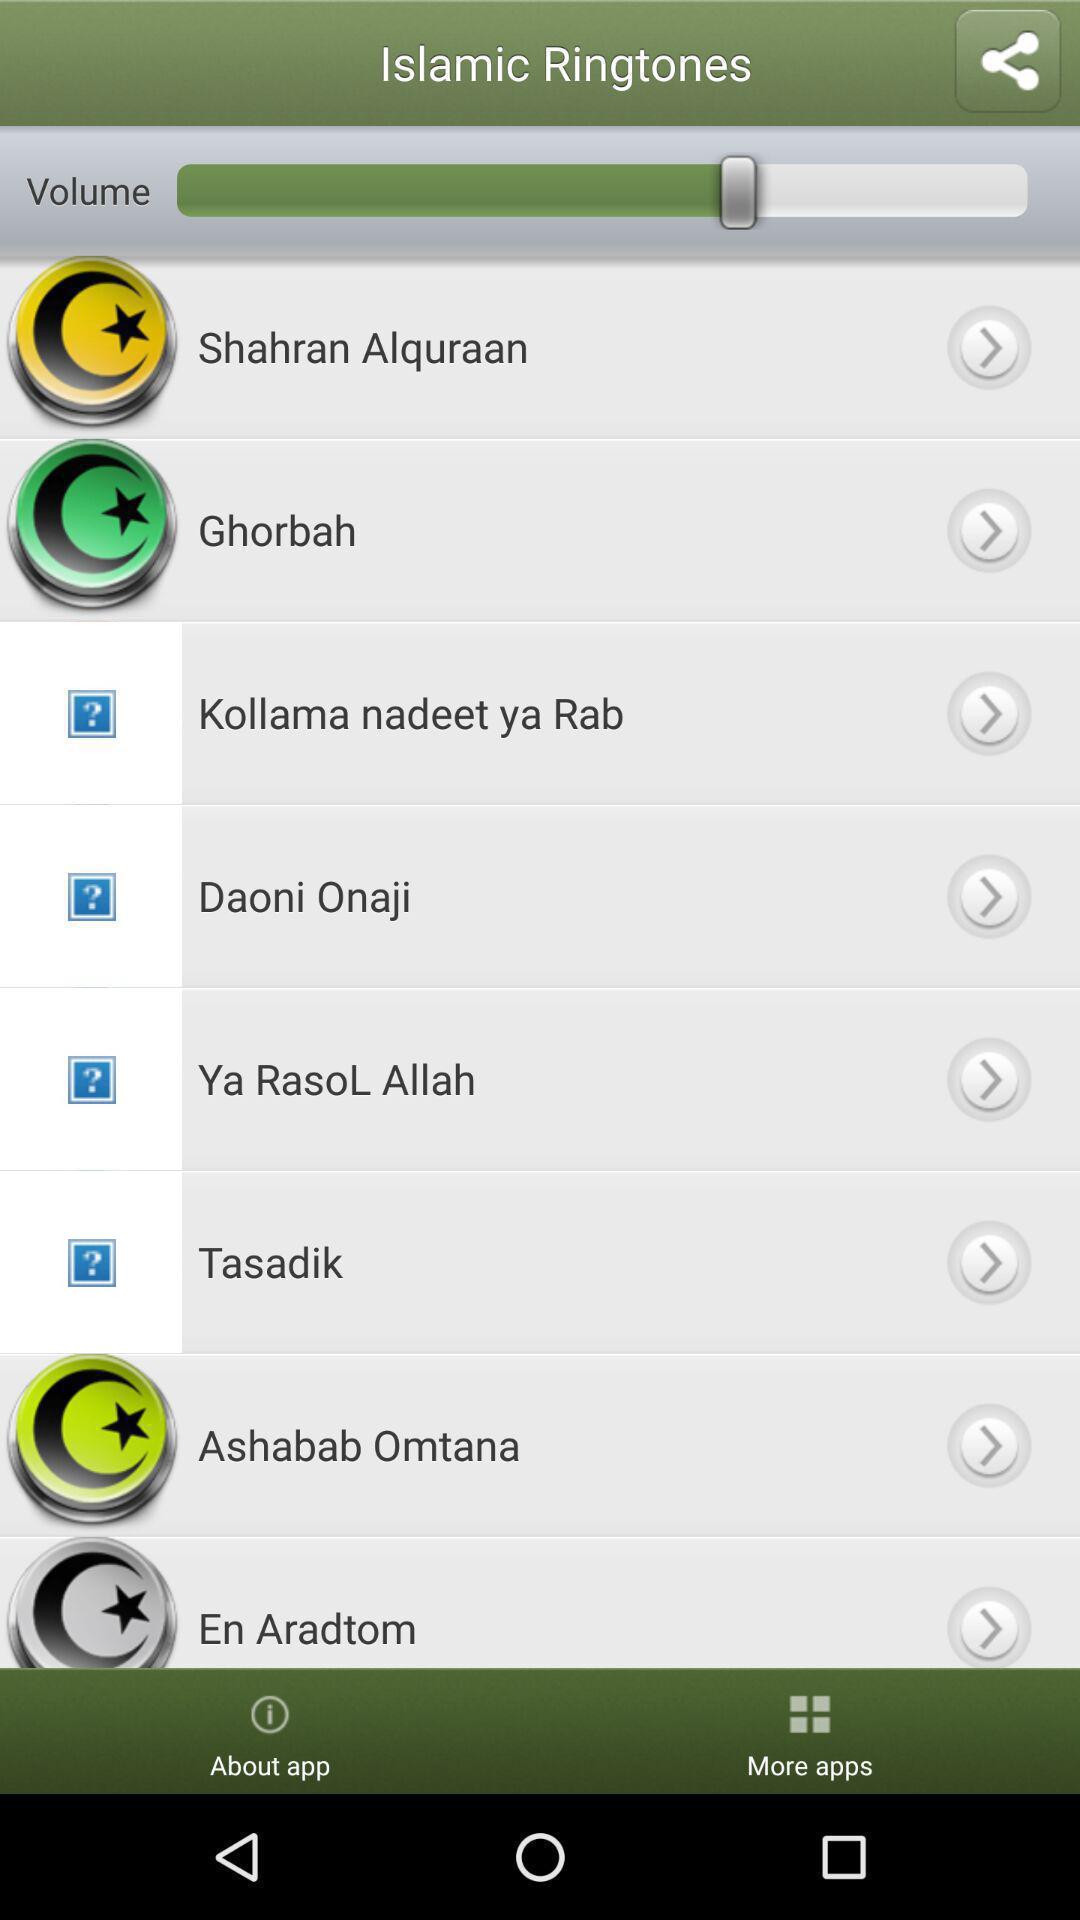 Islamic Ringtones
Volume
Shahran Alquraan
Ghorbah
Kollama nadeet ya Rab
Daoni Onaji
Ya RasoL Allah
Tasadik
Ashabab Omtana
En Aradtom
About app
More apps